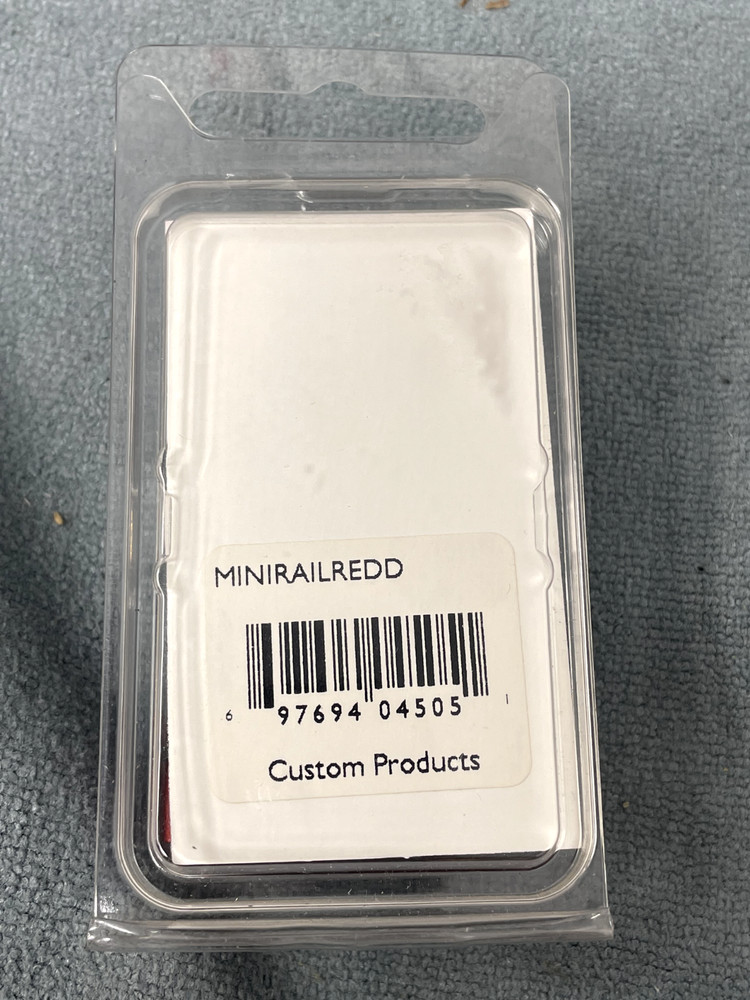 MINIRAILREDD
6 97694 04505 1
Custom Products